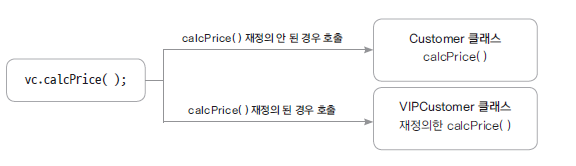 calcPrice( ) 재정의 안 된 경우 호출
Customer 클래스
calcPrice( )
vc.calcPrice( );
calcPrice( ) 재정의 된 경우 호출
VIPCustomer 클래스
재정의한 calcPrice( )